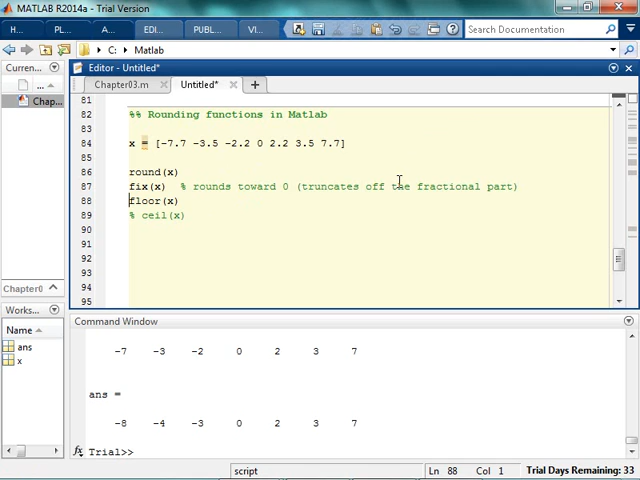 MATLAB R2014a - Trial Version
H... PL... A... EDI... PUBL... VI... Search Documentation
C: Matlab
Curren... Editor - Untitled*
... Chapter03.m Untitled*
Chap...
81
82 %% Rounding functions in Matlab
83
84 x = [-7.7 -3.5 -2.2 0 2.2 3.5 7.7]
85
86 round(x)
87 fix(x) % rounds toward 0 (truncates off the fractional part)
88 floor(x)
89 % ceil(x)
90
91
92
93
94
95
Chapter0
Works... Command Window
Name
ans
x
-7 -3 -2 0 2 3 7
ans =
-8 -4 -3 0 2 3 7
fx Trial>>
script Ln 88 Col 1 Trial Days Remaining: 33